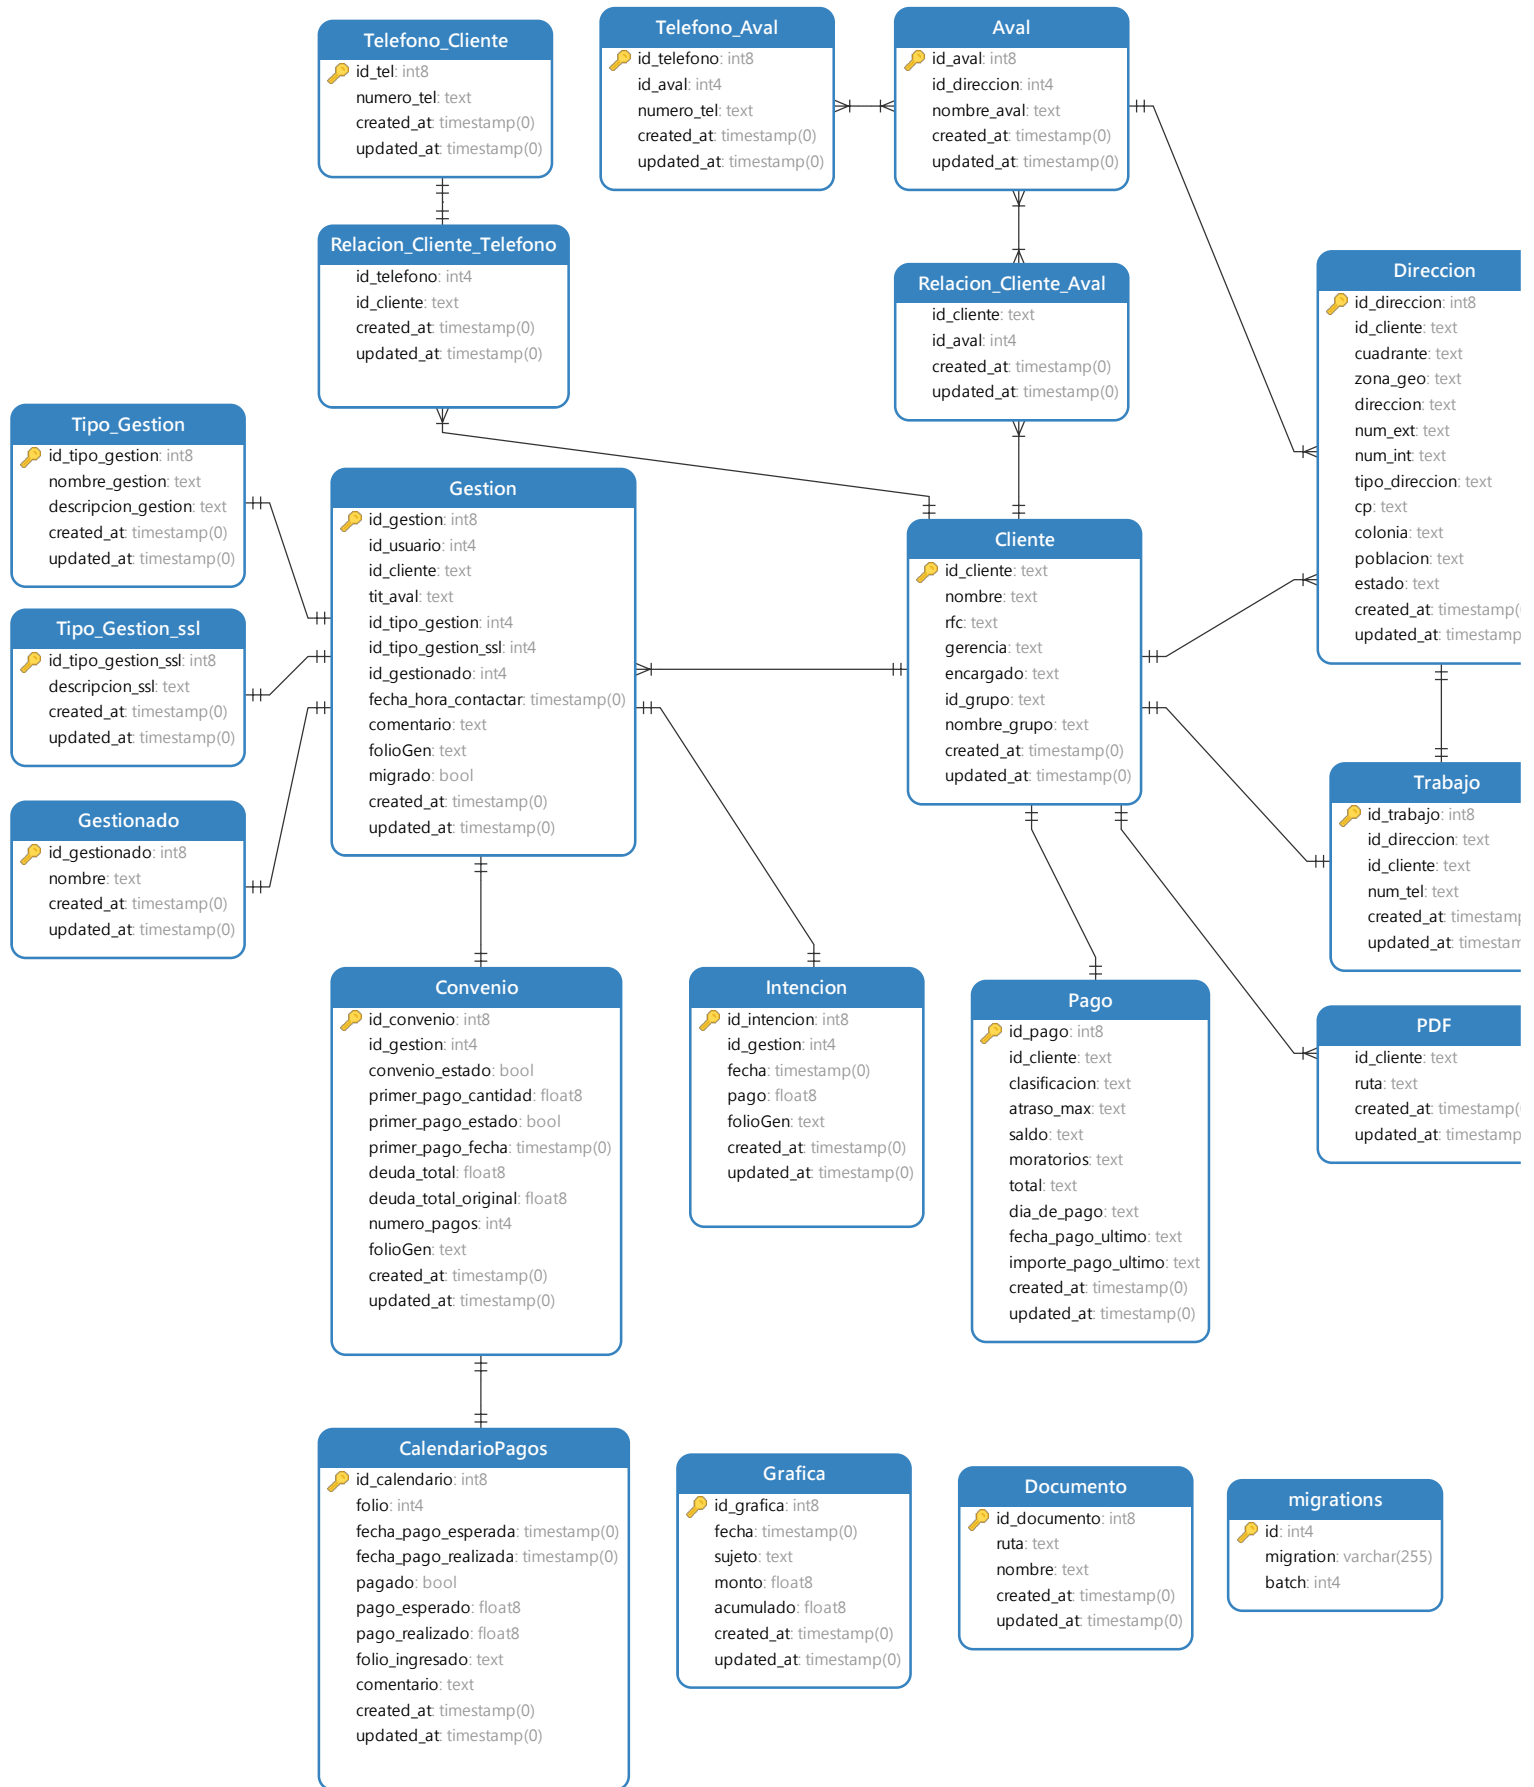 Telefono_Cliente
id_tel: int8
numero_tel: text
created_at: timestamp(0)
updated_at: timestamp(0)
Telefono_Aval
id_telefono: int8
id_aval: int4
numero_tel: text
created_at: timestamp(0)
updated_at: timestamp(0)
Aval
id_aval: int8
id_direccion: int4
nombre_aval: text
created_at: timestamp(0)
updated_at: timestamp(0)
Relacion_Cliente_Telefono
id_telefono: int4
id_cliente: text
created_at: timestamp(0)
updated_at: timestamp(0)
Relacion_Cliente_Aval
id_cliente: text
id_aval: int4
created_at: timestamp(0)
updated_at: timestamp(0)
Direccion
id_direccion: int8
id_cliente: text
cuadrante: text
zona_geo: text
direccion: text
num_ext: text
num_int: text
tipo_direccion: text
cp: text
colonia: text
poblacion: text
estado: text
created_at: timestamp(
updated_at: timestamp
Tipo_Gestion
id_tipo_gestion: int8
nombre_gestion: text
descripcion_gestion: text
created_at: timestamp(0)
updated_at: timestamp(0)
Gestion
id_gestion: int8
id_usuario: int4
id_cliente: text
tit_aval: text
id_tipo_gestion: int4
id_tipo_gestion_ssl: int4
id_gestionado: int4
fecha_hora_contactar: timestamp(0)
comentario: text
folioGen: text
migrado: bool
created_at: timestamp(0)
updated_at: timestamp(0)
Cliente
id_cliente: text
nombre: text
rfc: text
gerencia: text
encargado: text
id_grupo: text
nombre_grupo: text
created_at: timestamp(0)
updated_at: timestamp(0)
Tipo_Gestion_ssl
id_tipo_gestion_ssl: int8
descripcion_ssl: text
created_at: timestamp(0)
updated_at: timestamp(0)
Gestionado
id_gestionado: int8
nombre: text
created_at: timestamp(0)
updated_at: timestamp(0)
Trabajo
id_trabajo: int8
id_direccion: text
id_cliente: text
num_tel: text
created_at: timestamp
updated_at: timestam
Convenio
id_convenio: int8
id_gestion: int4
convenio_estado: bool
primer_pago_cantidad: float8
primer_pago_estado: bool
primer_pago_fecha: timestamp(0)
deuda_total: float8
deuda_total_original: float8
numero_pagos: int4
folioGen: text
created_at: timestamp(0)
updated_at: timestamp(0)
Intencion
id_intencion: int8
id_gestion: int4
fecha: timestamp(0)
pago: float8
folioGen: text
created_at: timestamp(0)
updated_at: timestamp(0)
Pago
id_pago: int8
id_cliente: text
clasificacion: text
atraso_max: text
saldo: text
moratorios: text
total: text
dia_de_pago: text
fecha_pago_ultimo: text
importe_pago_ultimo: text
created_at: timestamp(0)
updated_at: timestamp(0)
PDF
id_cliente: text
ruta: text
created_at: timestamp(
updated_at: timestamp
CalendarioPagos
id_calendario: int8
folio: int4
fecha_pago_esperada: timestamp(0)
fecha_pago_realizada: timestamp(0)
pagado: bool
pago_esperado: float8
pago_realizado: float8
folio_ingresado: text
comentario: text
created_at: timestamp(0)
updated_at: timestamp(0)
Grafica
id_grafica: int8
fecha: timestamp(0)
sujeto: text
monto: float8
acumulado: float8
created_at: timestamp(0)
updated_at: timestamp(0)
Documento
id_documento: int8
ruta: text
nombre: text
created_at: timestamp(0)
updated_at: timestamp(0)
migrations
id: int4
migration: varchar(255)
batch: int4